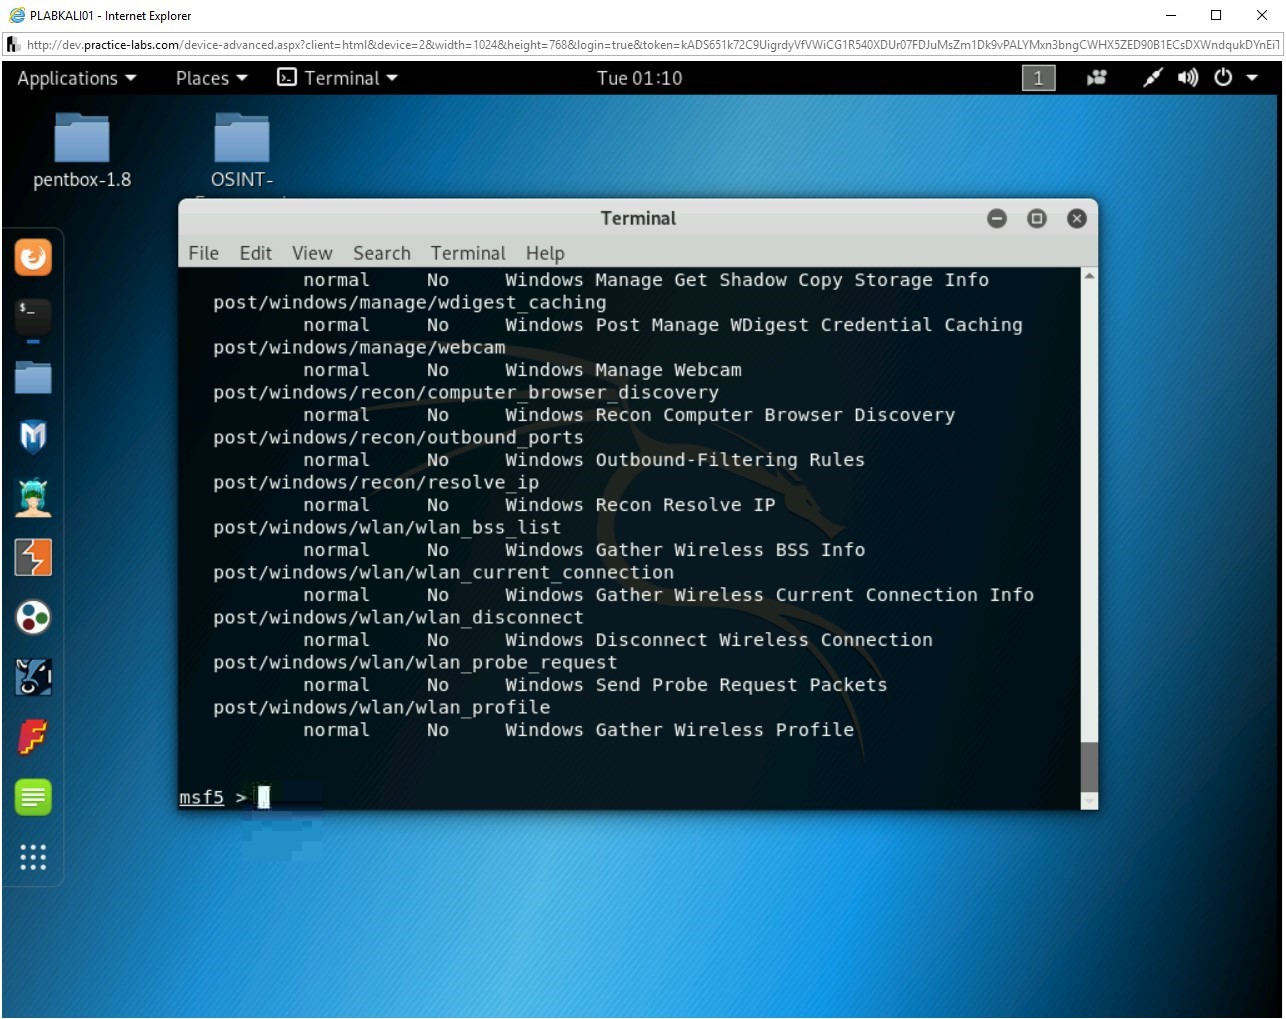 PLABKALI01 - Internet Explorer
http://dev.practice-labs.com/device-advanced.aspx?client=html&device=2&width=1024&height=768&login=true&token=kADS651k72C9UigrdyVfVWiCG1R540XDUr07FDJuMsZm1Dk9vPALYMxn3bngCWHX5ZED90B1ECsDXWndqukDYnEi1
Applications Places Terminal Tue 01:10 1
pentbox-1.8
OSINT-
Terminal
File Edit View Search Terminal Help
normal No Windows Manage Get Shadow Copy Storage Info
post/windows/manage/wdigest_caching
normal No Windows Post Manage WDigest Credential Caching
post/windows/manage/webcam
normal No Windows Manage Webcam
post/windows/recon/computer_browser_discovery
normal No Windows Recon Computer Browser Discovery
post/windows/recon/outbound_ports
normal No Windows Outbound-Filtering Rules
post/windows/recon/resolve_ip
normal No Windows Recon Resolve IP
post/windows/wlan/wlan_bss_list
normal No Windows Gather Wireless BSS Info
post/windows/wlan/wlan_current_connection
normal No Windows Gather Wireless Current Connection Info
post/windows/wlan/wlan_disconnect
normal No Windows Disconnect Wireless Connection
post/windows/wlan/wlan_probe_request
normal No Windows Send Probe Request Packets
post/windows/wlan/wlan_profile
normal No Windows Gather Wireless Profile
msf5 >